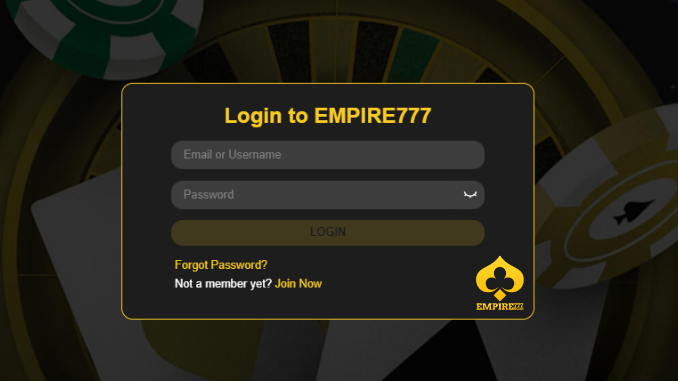 Login to EMPIRE777
Email or Username
Password
LOGIN
Forgot Password?
Not a member yet? Join Now
EMPIRE777